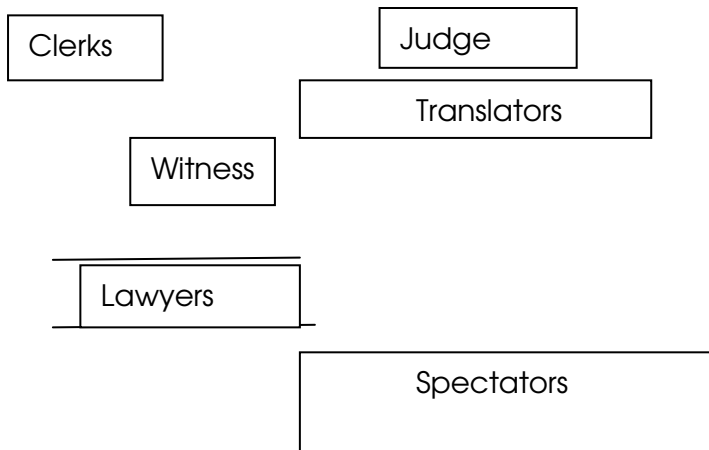 Clerks
Judge
Translators
Witness
Lawyers
Spectators